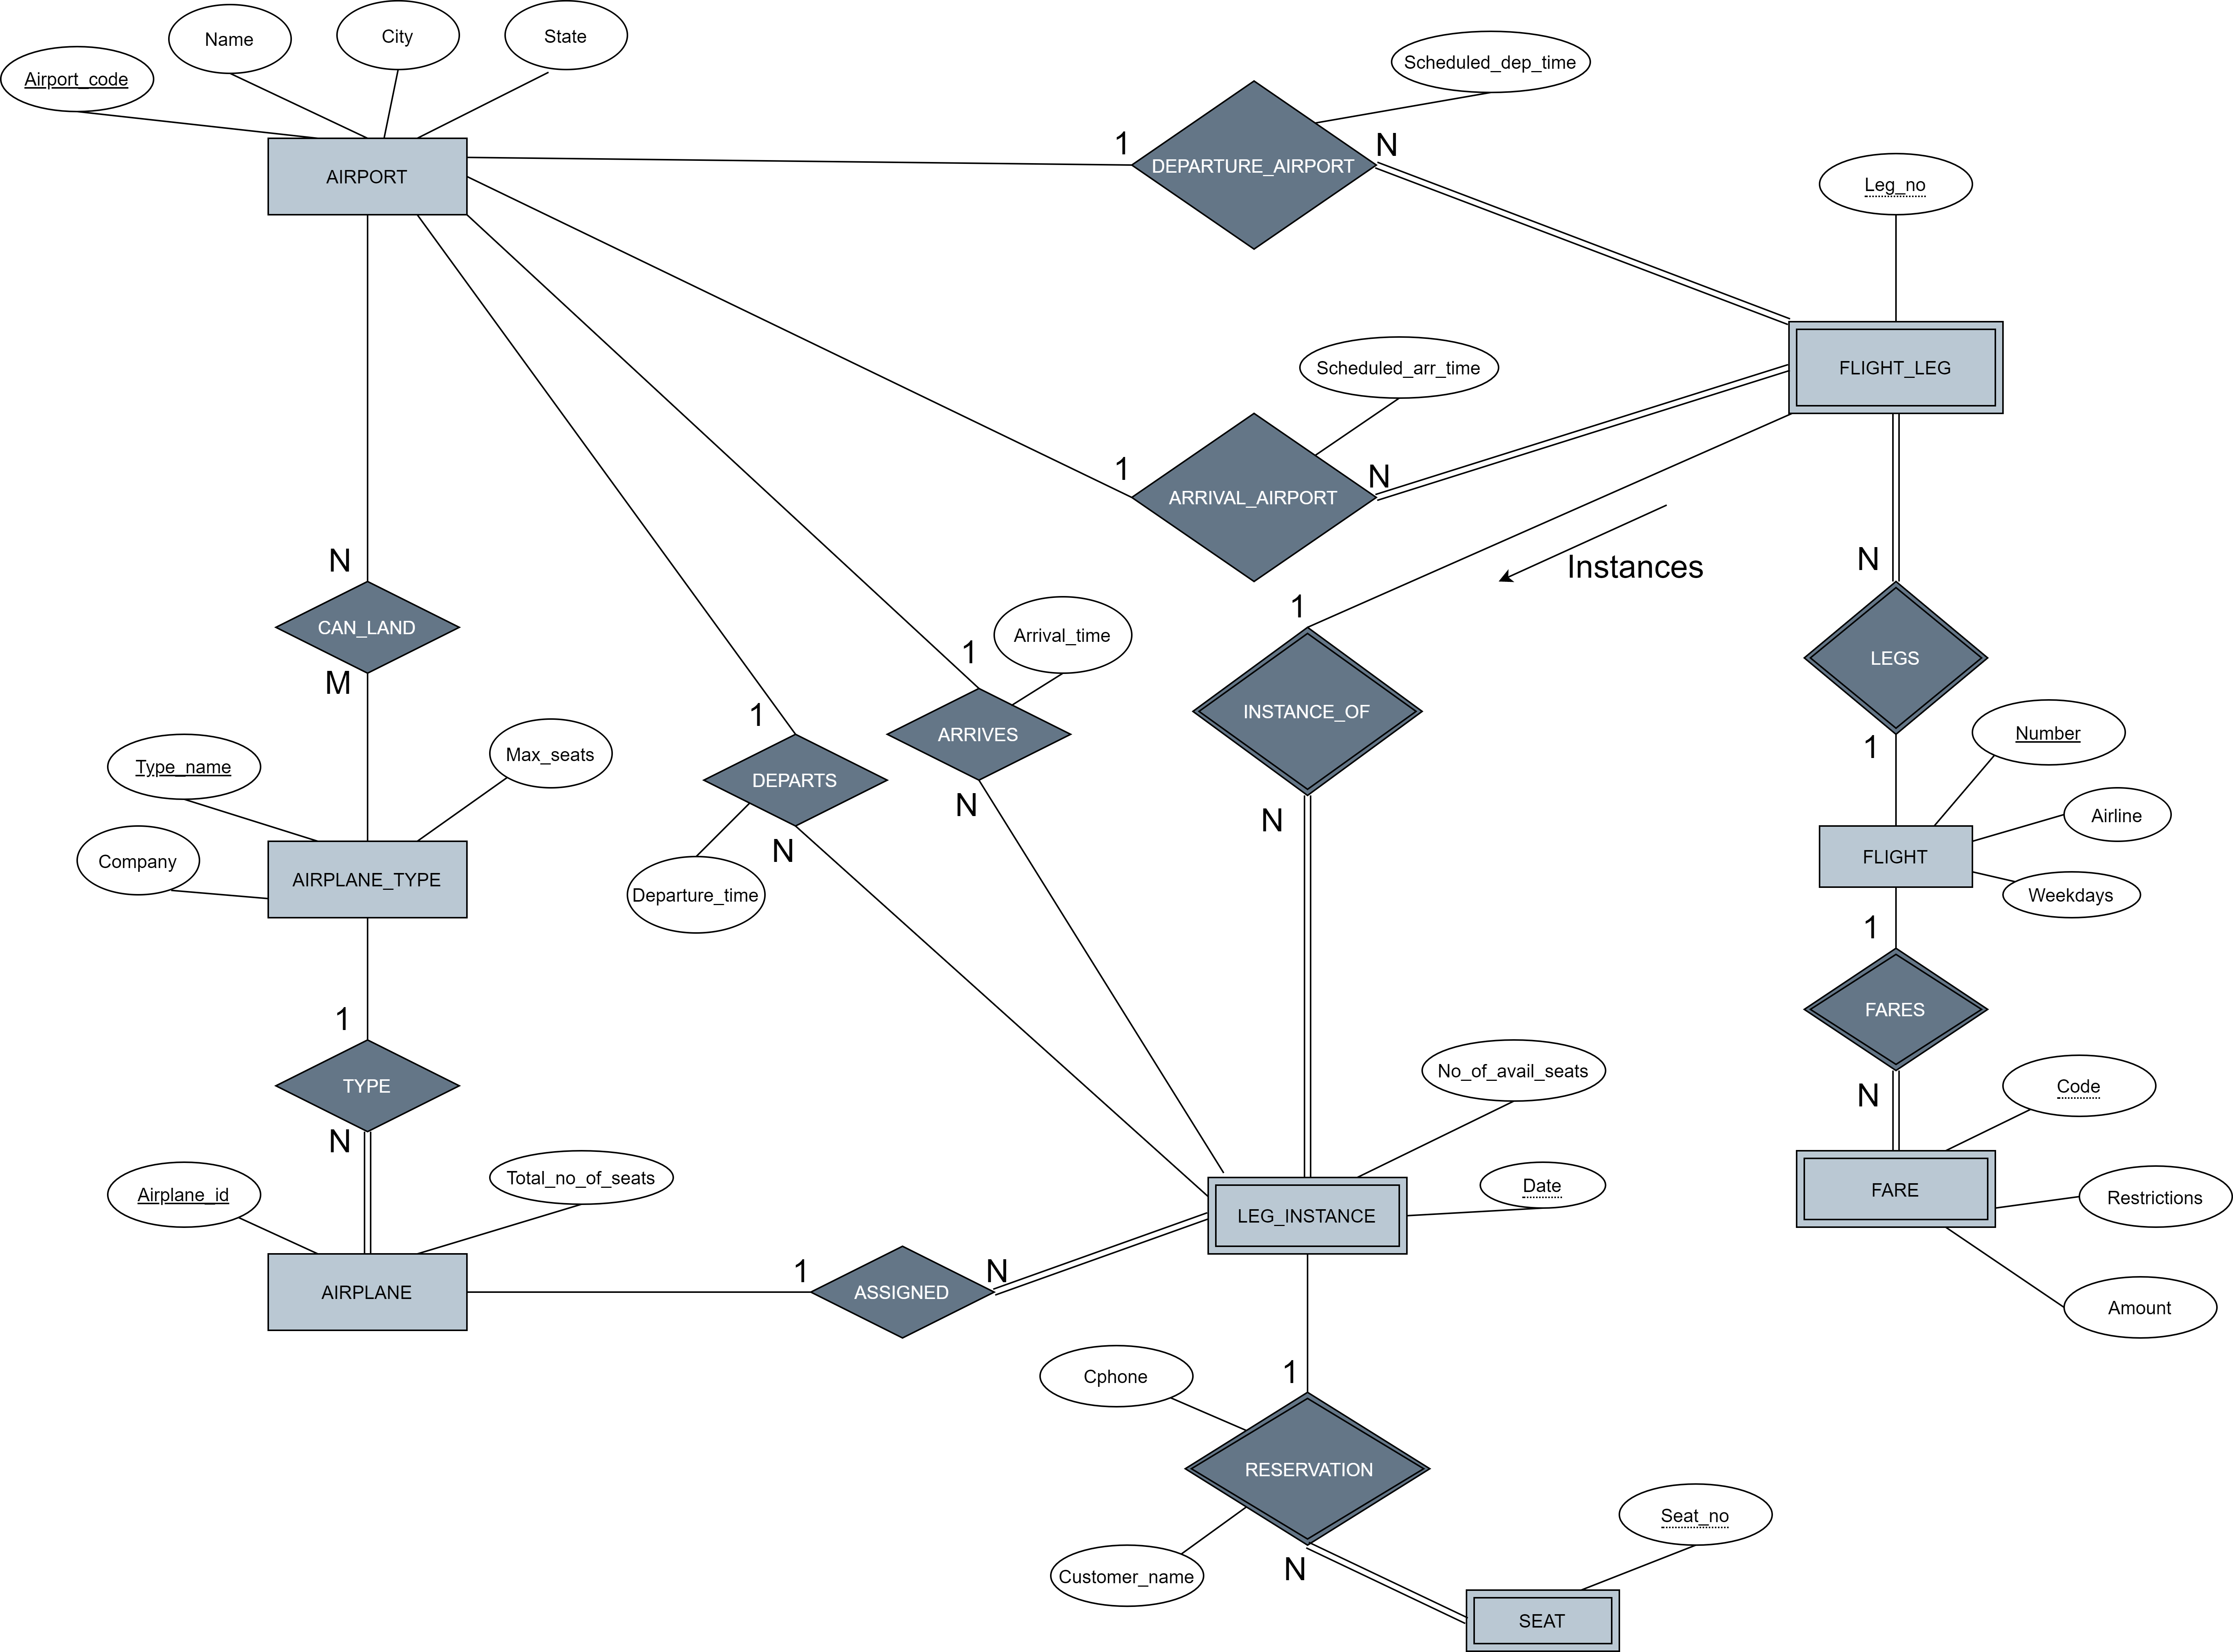 Airport_code
Name
City
State
Scheduled_dep_time
AIRPORT
1
DEPARTURE_AIRPORT
N
Leg_no
FLIGHT_LEG
Scheduled_arr_time
1
ARRIVAL_AIRPORT
N
Instances
N
CAN_LAND
M
1
Arrival_time
ARRIVES
N
1
DEPARTS
N
Departure_time
1
INSTANCE_OF
N
N
LEGS
1
Number
Airline
FLIGHT
Weekdays
Type_name
Max_seats
Company
AIRPLANE_TYPE
1
TYPE
N
1
FARES
N
Code
FARE
Restrictions
Amount
No_of_avail_seats
Date
LEG_INSTANCE
Airplane_id
Total_no_of_seats
AIRPLANE
1
ASSIGNED
N
1
Cphone
RESERVATION
Customer_name
N
Seat_no
SEAT